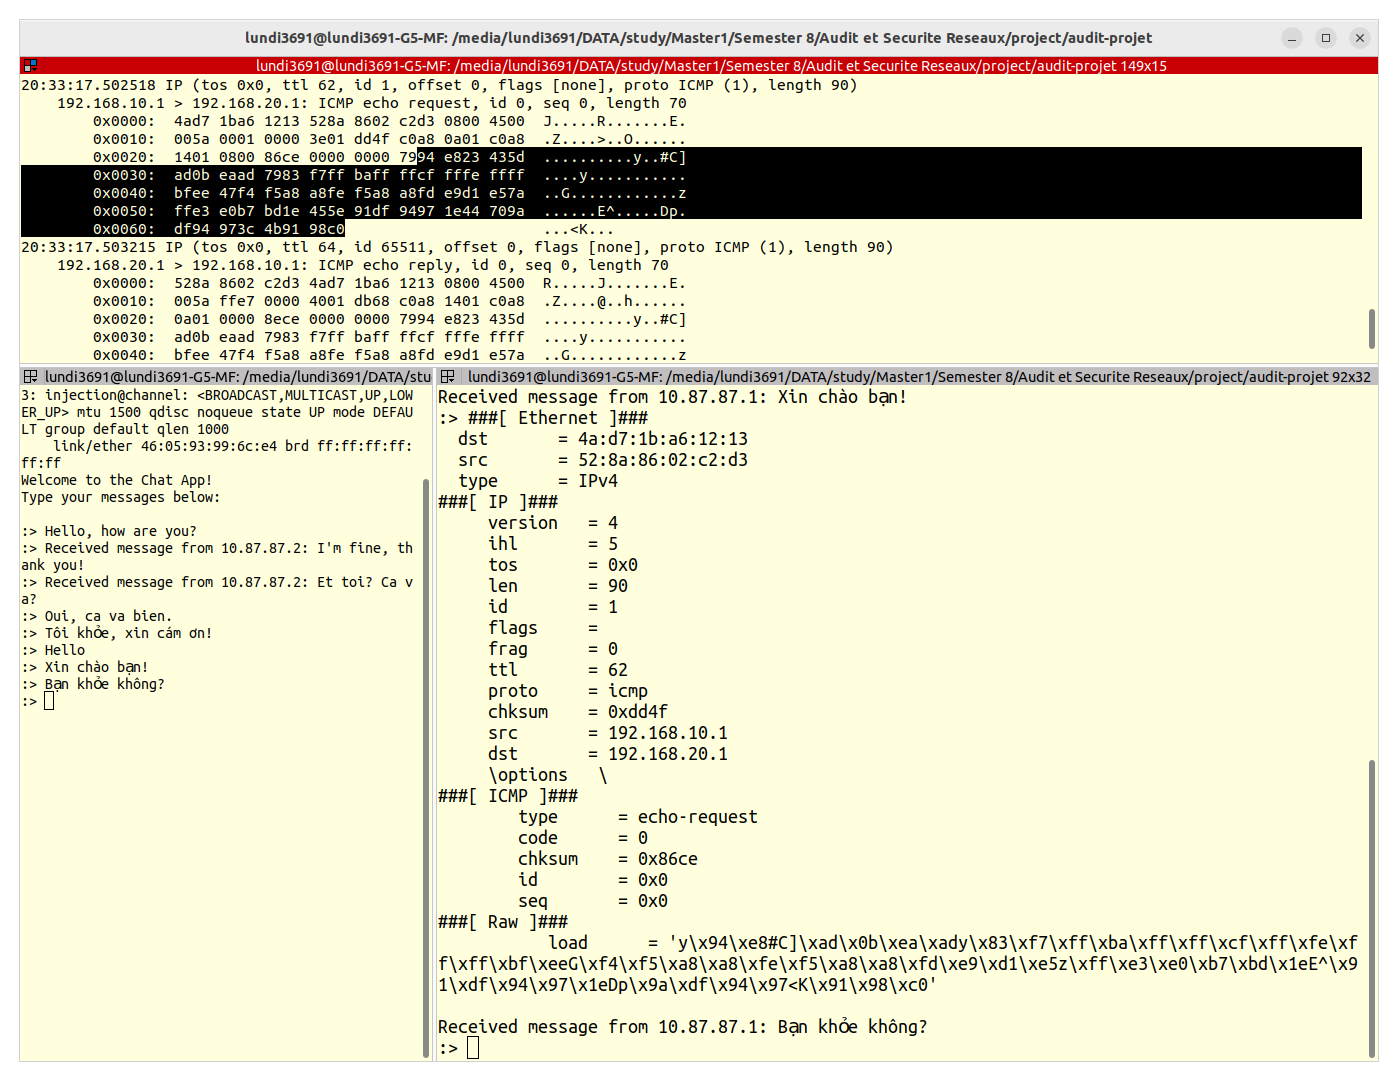 lundi3691@lundi3691-G5-MF: /media/lundi3691/DATA/study/Master1/Semester 8/Audit et Securite Reseaux/project/audit-projet
lundi3691@lundi3691-G5-MF: /media/lundi3691/DATA/study/Master1/Semester 8/Audit et Securite Reseaux/project/audit-projet 149x15
20:33:17.502518 IP (tos 0x0, ttl 62, id 1, offset 0, flags [none], proto ICMP (1), length 90)
192.168.10.1 > 192.168.20.1: ICMP echo request, id 0, seq 0, length 70
0x0000:  4ad7 1ba6 1213 528a 8602 c2d3 0800 4500  J.....R.......E.
0x0010:  005a 0001 0000 3e01 dd4f c0a8 0a01 c0a8  .Z....>..O......
0x0020:  1401 0800 86ce 0000 0000 7994 e823 435d  ..........y..#C]
0x0030:  ad0b eaad 7983 f7ff baff ffcf fffe ffff  ....y...........
0x0040:  bfee 47f4 f5a8 a8fe f5a8 a8fd e9d1 e57a  ..G............z
0x0050:  ffe3 e0b7 bd1e 455e 91df 9497 1e44 709a  ......E^.....Dp.
0x0060:  df94 973c 4b91 98c0  ...<K...
20:33:17.503215 IP (tos 0x0, ttl 64, id 65511, offset 0, flags [none], proto ICMP (1), length 90)
192.168.20.1 > 192.168.10.1: ICMP echo reply, id 0, seq 0, length 70
0x0000:  528a 8602 c2d3 4ad7 1ba6 1213 0800 4500  R.....J.......E.
0x0010:  005a ffe7 0000 4001 db68 c0a8 1401 c0a8  .Z....@..h......
0x0020:  0a01 0000 8ece 0000 0000 7994 e823 435d  ..........y..#C]
0x0030:  ad0b eaad 7983 f7ff baff ffcf fffe ffff  ....y...........
0x0040:  bfee 47f4 f5a8 a8fe f5a8 a8fd e9d1 e57a  ..G............z
lundi3691@lundi3691-G5-MF: /media/lundi3691/DATA/stu
3: injection@channel: <BROADCAST,MULTICAST,UP,LOW
ER_UP> mtu 1500 qdisc noqueue state UP mode DEFAU
LT group default qlen 1000
link/ether 46:05:93:99:6c:e4 brd ff:ff:ff:ff:
ff:ff
Welcome to the Chat App!
Type your messages below:
:> Hello, how are you?
:> Received message from 10.87.87.2: I'm fine, th
ank you!
:> Received message from 10.87.87.2: Et toi? Ca v
a?
:> Oui, ca va bien.
:> Tôi khỏe, xin cám ơn!
:> Hello
:> Xin chào bạn!
:> Bạn khỏe không?
:>
lundi3691@lundi3691-G5-MF: /media/lundi3691/DATA/study/Master1/Semester 8/Audit et Securite Reseaux/project/audit-projet 92x32
Received message from 10.87.87.1: Xin chào bạn!
:> ###[ Ethernet ]###
dst       = 4a:d7:1b:a6:12:13
src       = 52:8a:86:02:c2:d3
type      = IPv4
###[ IP ]###
version   = 4
ihl       = 5
tos       = 0x0
len       = 90
id        = 1
flags     =
frag      = 0
ttl       = 62
proto     = icmp
chksum    = 0xdd4f
src       = 192.168.10.1
dst       = 192.168.20.1
\options   \
###[ ICMP ]###
type      = echo-request
code      = 0
chksum    = 0x86ce
id        = 0x0
seq       = 0x0
###[ Raw ]###
load      = 'y\x94\xe8#C]\xad\x0b\xea\xady\x83\xf7\xff\xba\xff\xff\xcf\xff\xfe\xf
f\xff\xbf\xeeG\xf4\xf5\xa8\xa8\xfe\xf5\xa8\xa8\xfd\xe9\xd1\xe5z\xff\xe3\xe0\xb7\xbd\x1eE^\x9
1\xdf\x94\x97\x1eDp\x9a\xdf\x94\x97<K\x91\x98\xc0'
Received message from 10.87.87.1: Bạn khỏe không?
:>